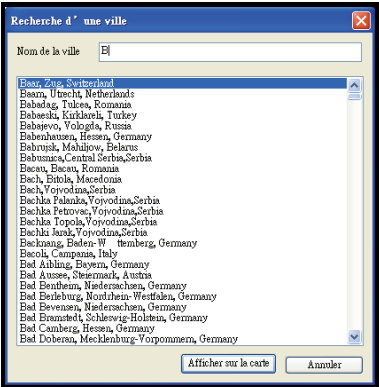 Recherche d’ une ville
Nom de la ville
B
Baar, Zug, Switzerland
Baarn, Utrecht, Netherlands
Babadag, Tulcea, Romania
Babaeski, Kirklareli, Turkey
Babajevo, Vologda, Russia
Babenhausen, Hessen, Germany
Babrujsk, Mahiljow, Belarus
Babusnica,Central Serbia,Serbia
Bacau, Bacau, Romania
Bach, Bitola, Macedonia
Bach,Vojvodina,Serbia
Bachka Palanka,Vojvodina,Serbia
Bachka Petrovac,Vojvodina,Serbia
Bachka Topola,Vojvodina,Serbia
Bachki Jarak,Vojvodina,Serbia
Backnang, Baden-W ttemberg, Germany
Bacoli, Campania, Italy
Bad Aibling, Bayern, Germany
Bad Aussee, Steiermark, Austria
Bad Bentheim, Niedersachsen, Germany
Bad Berleburg, Nordrhein-Westfalen, Germany
Bad Bevensen, Niedersachsen, Germany
Bad Bramstedt, Schleswig-Holstein, Germany
Bad Camberg, Hessen, Germany
Bad Doberan, Mecklenburg-Vorpommern, Germany
Afficher sur la carte Annuler